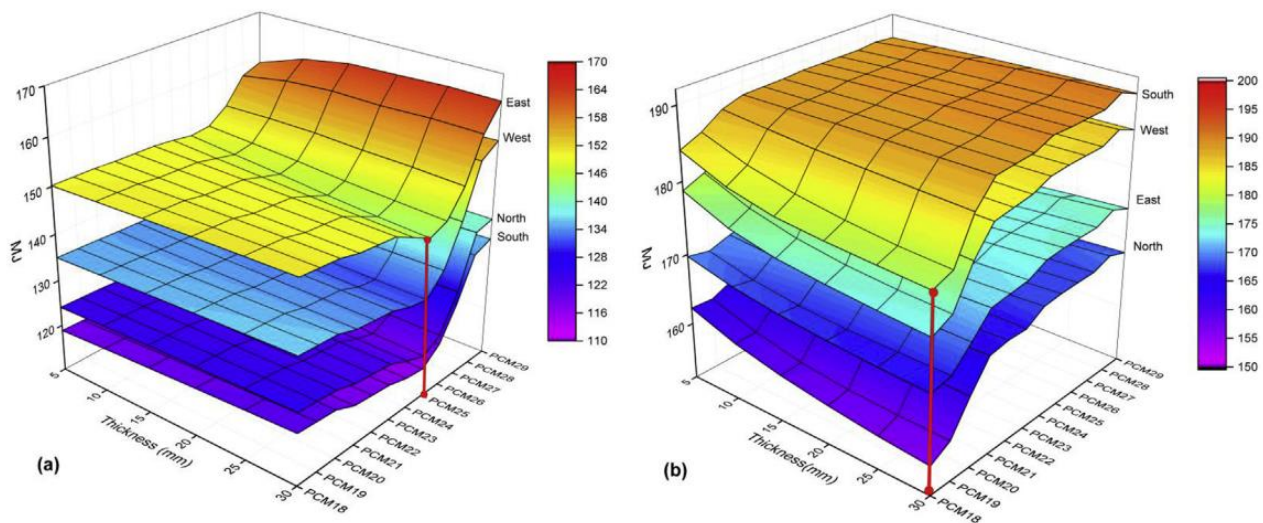 170
160
150
140
130
120
MJ
5
10
15
20
25
30
Thickness (mm)
PCM18
PCM19
PCM20
PCM21
PCM22
PCM23
PCM24
PCM25
PCM26
PCM27
PCM28
PCM29
East
West
North
South
170
164
158
152
146
140
134
128
122
116
110
(a)
(b)
190
180
170
160
MJ
5
10
15
20
25
30
Thickness(mm)
PCM18
PCM19
PCM20
PCM21
PCM22
PCM23
PCM24
PCM25
PCM26
PCM27
PCM28
PCM29
South
West
East
North
200
195
190
185
180
175
170
165
160
155
150